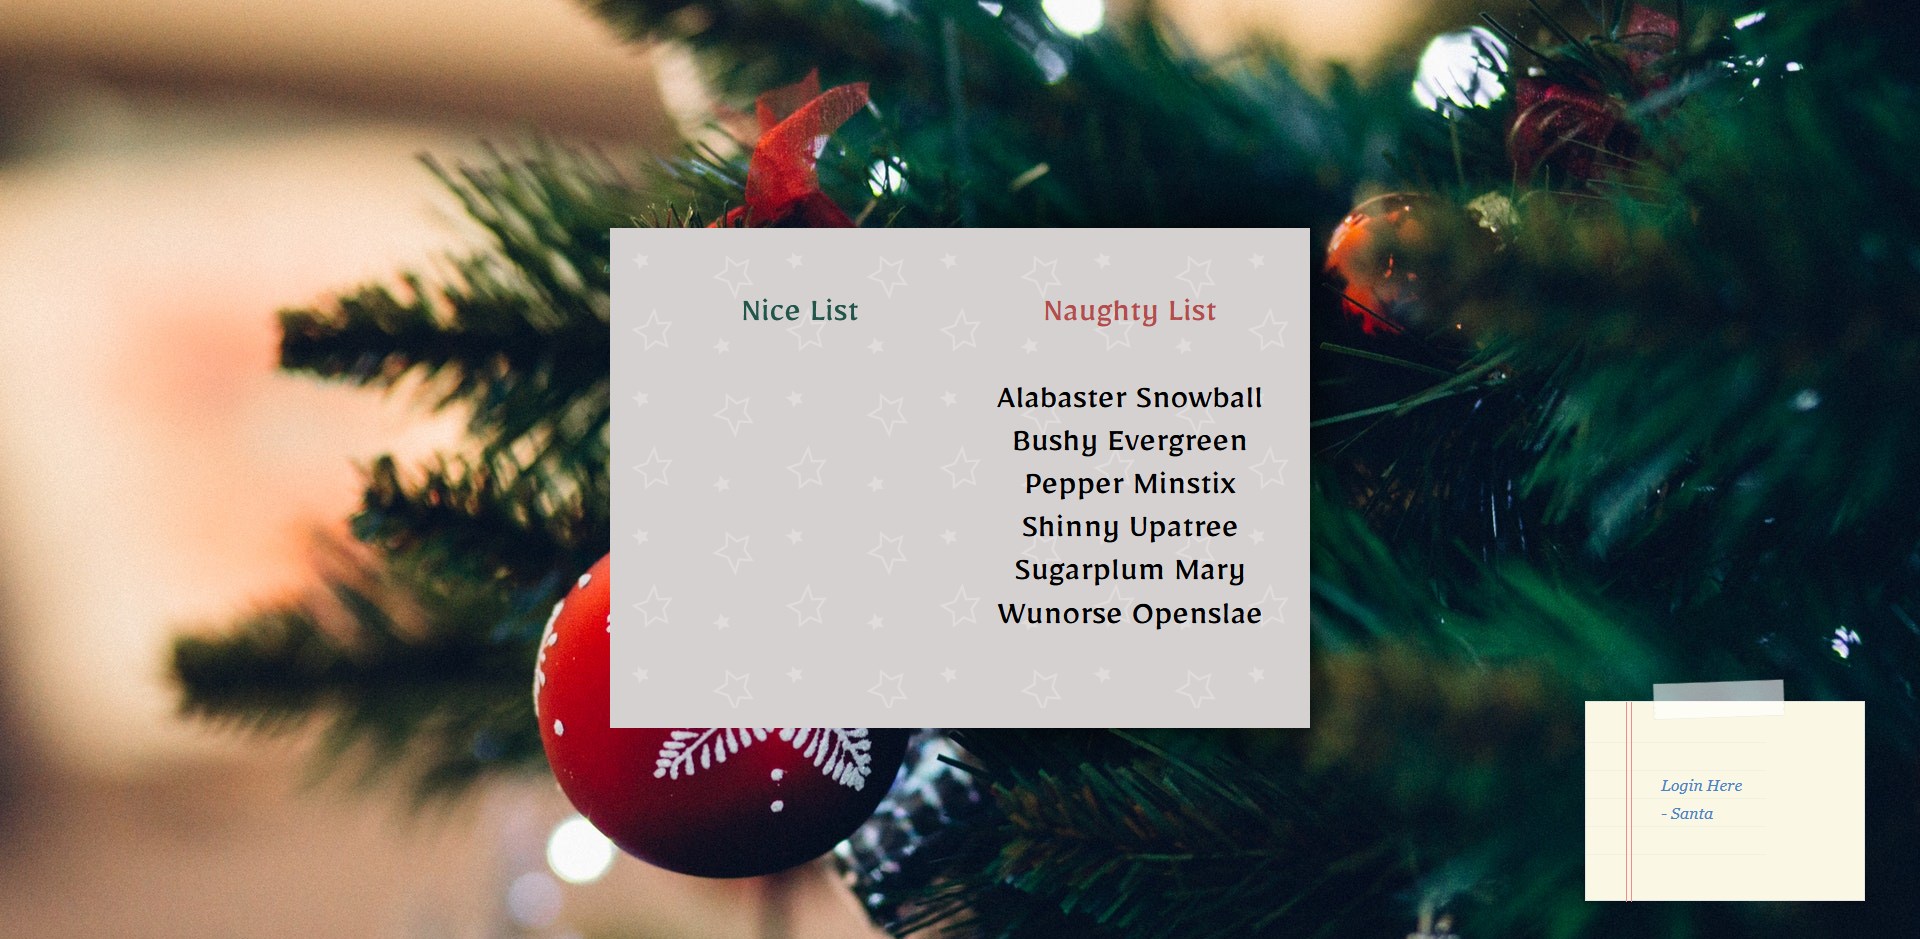 Nice List
Naughty List
Alabaster Snowball
Bushy Evergreen
Pepper Minstix
Shinny Upatree
Sugarplum Mary
Wunorse Openslae
Login Here
- Santa